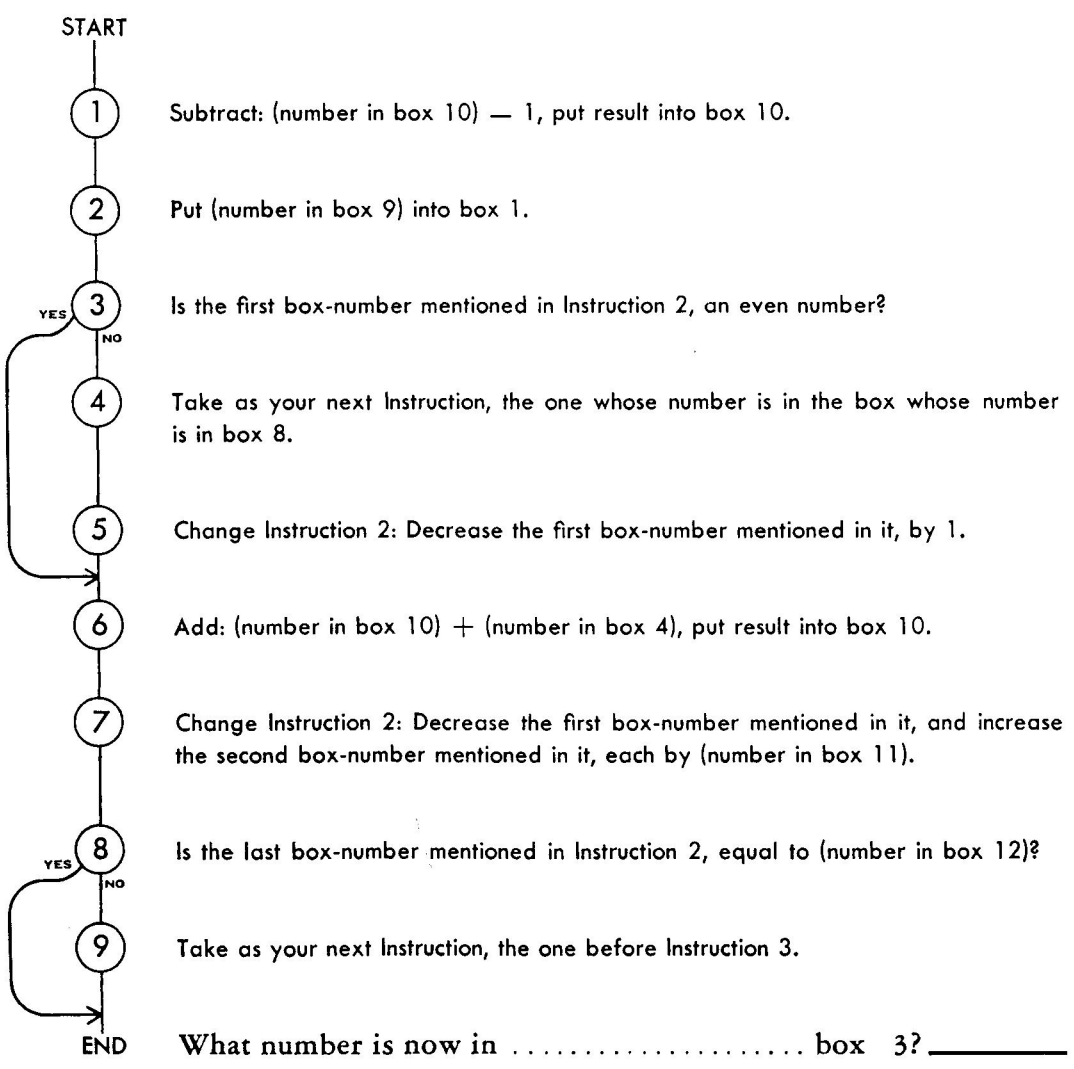 START
1 Subtract: (number in box 10) — 1, put result into box 10.
2 Put (number in box 9) into box 1.
3 Is the first box-number mentioned in Instruction 2, an even number?
YES
NO
4 Take as your next Instruction, the one whose number is in the box whose number
is in box 8.
5 Change Instruction 2: Decrease the first box-number mentioned in it, by 1.
6 Add: (number in box 10) + (number in box 4), put result into box 10.
7 Change Instruction 2: Decrease the first box-number mentioned in it, and increase
the second box-number mentioned in it, each by (number in box 11).
8 Is the last box-number mentioned in Instruction 2, equal to (number in box 12)?
YES
NO
9 Take as your next Instruction, the one before Instruction 3.
END What number is now in ...................... box 3? ________